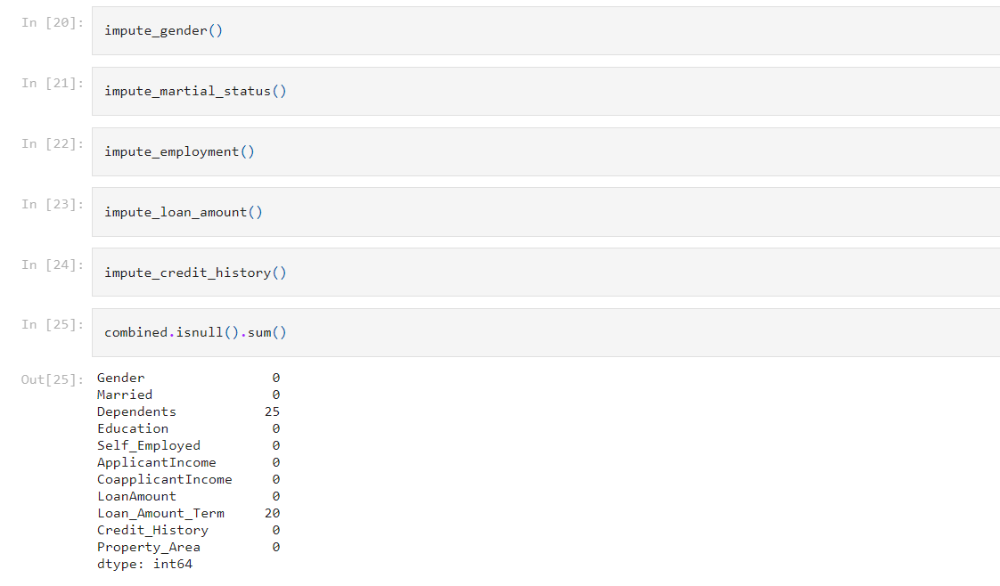 In [20]: impute_gender()
In [21]: impute_martial_status()
In [22]: impute_employment()
In [23]: impute_loan_amount()
In [24]: impute_credit_history()
In [25]: combined.isnull().sum()
Out[25]: Gender 0
Married 0
Dependents 25
Education 0
Self_Employed 0
ApplicantIncome 0
CoapplicantIncome 0
LoanAmount 0
Loan_Amount_Term 20
Credit_History 0
Property_Area 0
dtype: int64